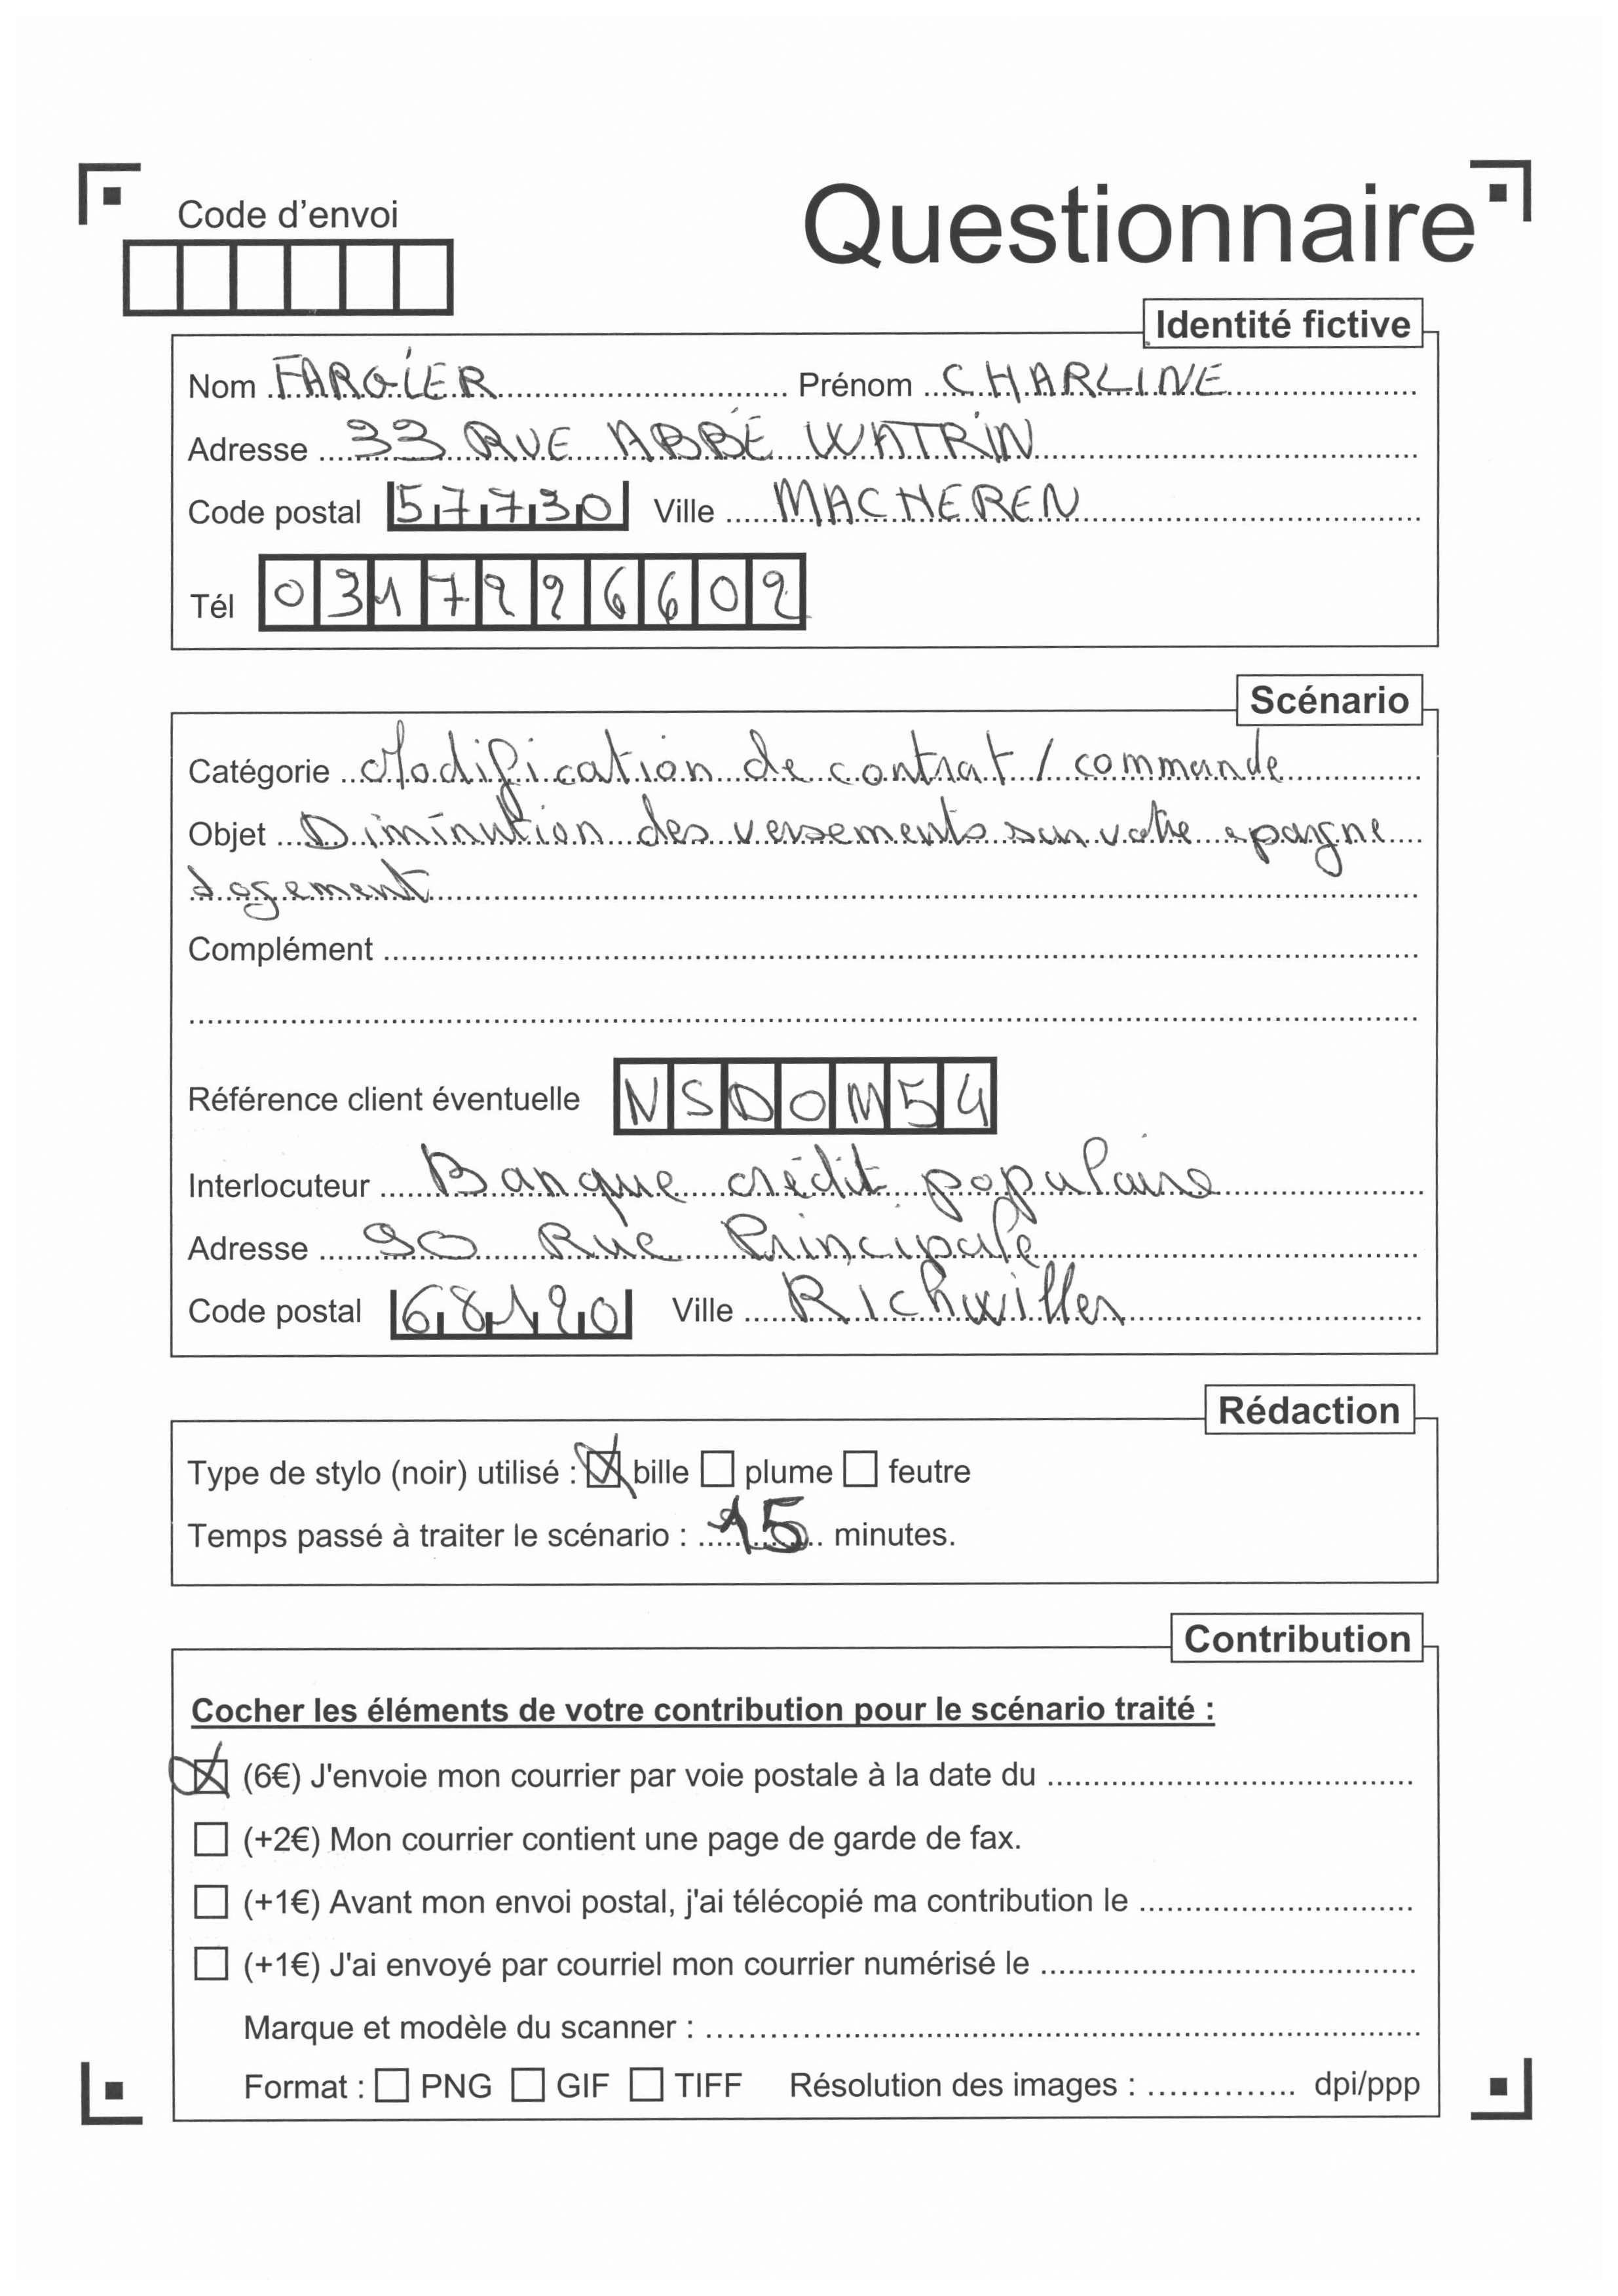 Code d'envoi
Questionnaire
Identité fictive
Nom FARGIER Prénom CHARLINE
Adresse 33 RUE ABBÉ WATRIN
Code postal 57730 Ville MACHEREN
Tél 0317996602
Scénario
Catégorie Modification de contrat / commande
Objet Diminution des versements sur votre epargne
Logement
Complément
Référence client éventuelle NSDOM54
Interlocuteur Banque crédit populaire
Adresse 90 Rue Principale
Code postal 68120 Ville Richwiller
Rédaction
Type de stylo (noir) utilisé : bille plume feutre
Temps passé à traiter le scénario : 15 minutes.
Contribution
Cocher les éléments de votre contribution pour le scénario traité :
(6€) J'envoie mon courrier par voie postale à la date du
(+2€) Mon courrier contient une page de garde de fax.
(+1€) Avant mon envoi postal, j'ai télécopié ma contribution le
(+1€) J'ai envoyé par courriel mon courrier numérisé le
Marque et modèle du scanner :
Format : PNG GIF TIFF Résolution des images : dpi/ppp